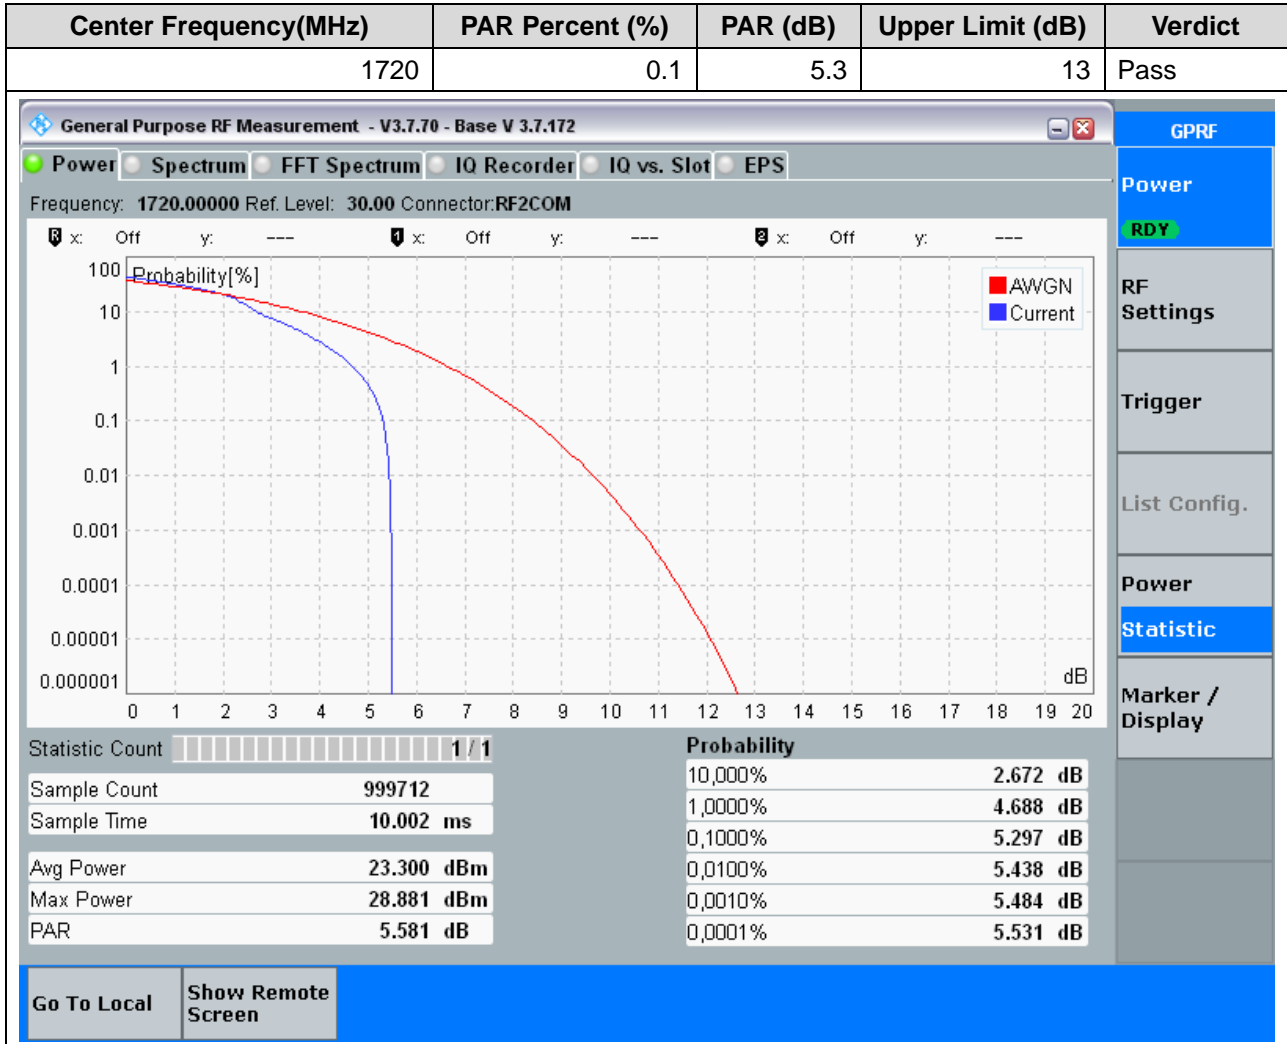 Center Frequency(MHz) PAR Percent (%) PAR (dB) Upper Limit (dB) Verdict
1720 0.1 5.3 13 Pass
General Purpose RF Measurement - V3.7.70 - Base V 3.7.172
GPRF
Power Spectrum FFT Spectrum IQ Recorder IQ vs. Slot EPS
Frequency: 1720.00000 Ref. Level: 30.00 Connector:RF2COM
R x: Off y: --- 1 x: Off y: --- 2 x: Off y: ---
Probability[%]
100
10
1
0.1
0.01
0.001
0.0001
0.00001
0.000001
AWGN
Current
dB
0 1 2 3 4 5 6 7 8 9 10 11 12 13 14 15 16 17 18 19 20
Statistic Count 1 / 1
Sample Count 999712
Sample Time 10.002 ms
Avg Power 23.300 dBm
Max Power 28.881 dBm
PAR 5.581 dB
Probability
10,000% 2.672 dB
1,0000% 4.688 dB
0,1000% 5.297 dB
0,0100% 5.438 dB
0,0010% 5.484 dB
0,0001% 5.531 dB
Power
RDY
RF
Settings
Trigger
List Config.
Power
Statistic
Marker /
Display
Go To Local
Show Remote
Screen